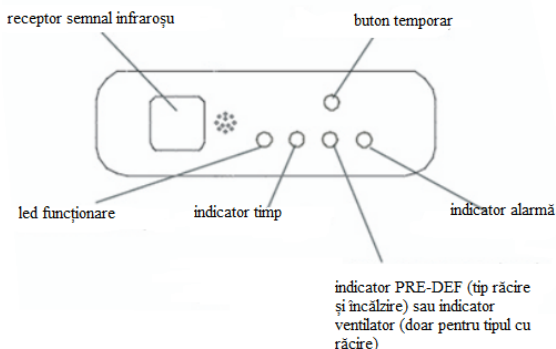 receptor semnal infraroșu
buton temporar
led funcționare
indicator timp
indicator alarmă
indicator PRE-DEF (tip răcire
și încălzire) sau indicator
ventilator (doar pentru tipul cu
răcire)